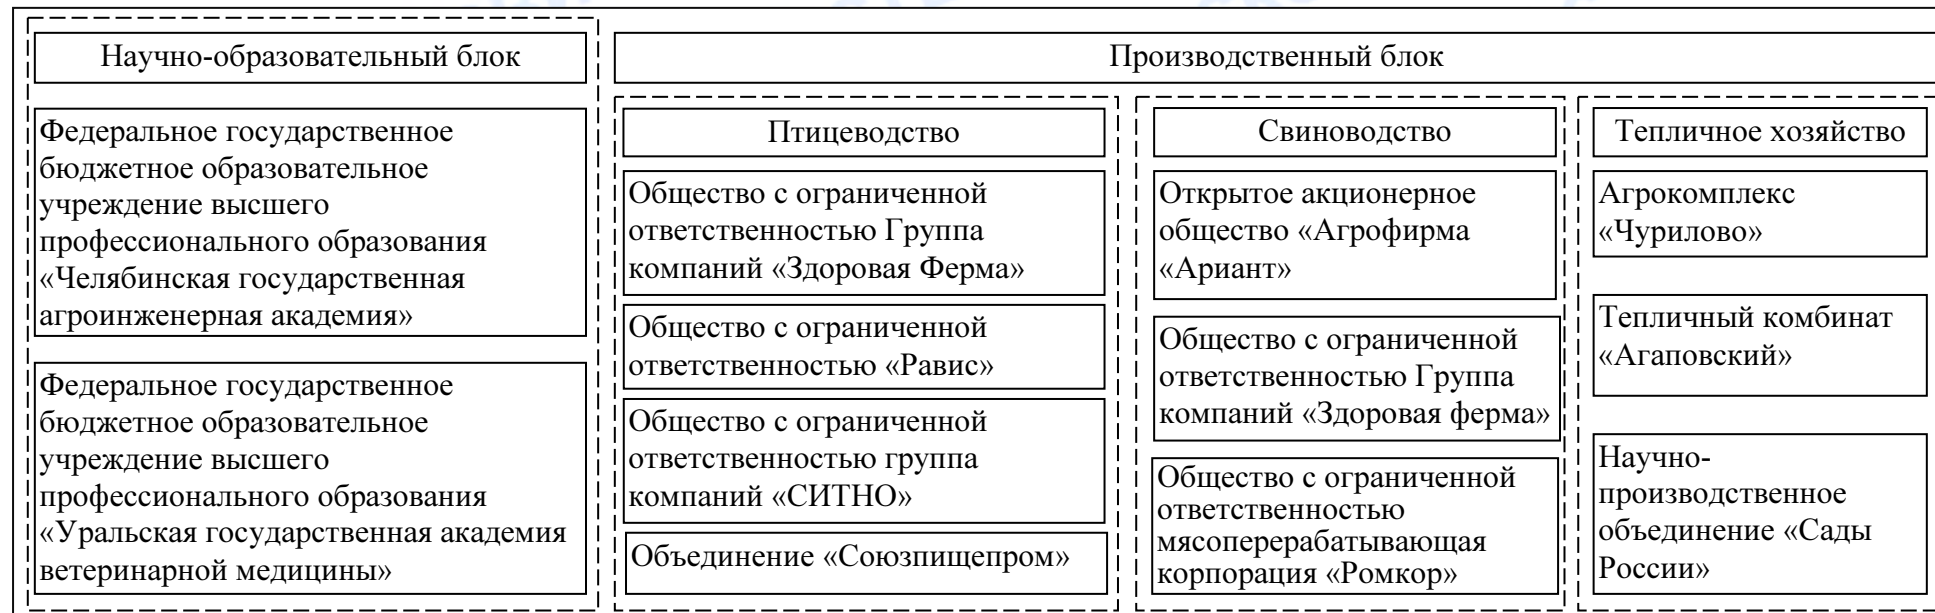 Научно-образовательный блок
Федеральное государственное
бюджетное образовательное
учреждение высшего
профессионального образования
«Челябинская государственная
агроинженерная академия»
Федеральное государственное
бюджетное образовательное
учреждение высшего
профессионального образования
«Уральская государственная академия
ветеринарной медицины»
Производственный блок
Птицеводство
Общество с ограниченной
ответственностью Группа
компаний «Здоровая Ферма»
Общество с ограниченной
ответственностью «Равис»
Общество с ограниченной
ответственностью группа
компаний «СИТНО»
Объединение «Союзпищепром»
Свиноводство
Открытое акционерное
общество «Агрофирма
«Ариант»
Общество с ограниченной
ответственностью Группа
компаний «Здоровая ферма»
Общество с ограниченной
ответственностью
мясоперерабатывающая
корпорация «Ромкор»
Тепличное хозяйство
Агрокомплекс
«Чурилово»
Тепличный комбинат
«Агаповский»
Научно-
производственное
объединение «Сады
России»